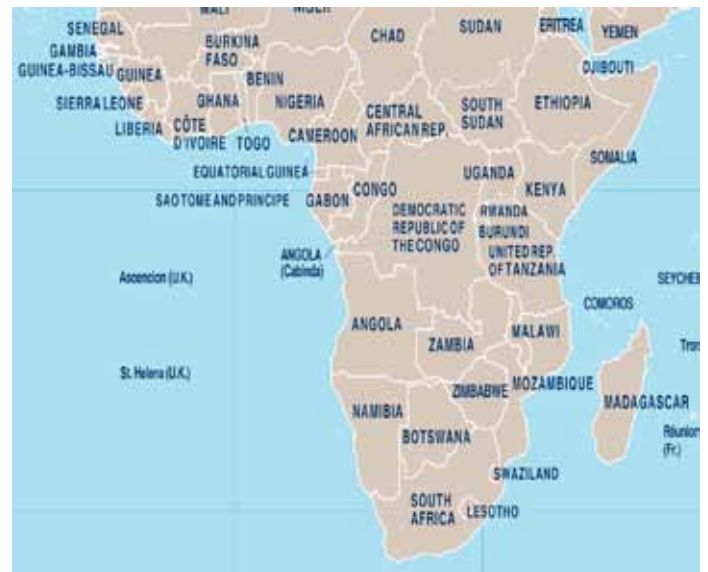 MALI
NIGER
CHAD
SUDAN
ERITREA
YEMEN
SENEGAL
GAMBIA
GUINEA-BISSAU
GUINEA
BURKINA
FASO
BENIN
DJIBOUTI
SIERRA LEONE
GHANA
NIGERIA
CENTRAL
AFRICAN REP.
SOUTH
SUDAN
ETHIOPIA
LIBERIA
CÔTE
D'IVOIRE
TOGO
CAMEROON
SOMALIA
EQUATORIAL GUINEA
UGANDA
KENYA
SAO TOME AND PRINCIPE
GABON
CONGO
DEMOCRATIC
REPUBLIC OF
THE CONGO
RWANDA
BURUNDI
UNITED REP.
OF TANZANIA
ANGOLA
(Cabinda)
Ascencion (U.K.)
SEYCHE
COMOROS
ANGOLA
ZAMBIA
MALAWI
St. Helena (U.K.)
ZIMBABWE
MOZAMBIQUE
MADAGASCAR
NAMIBIA
BOTSWANA
Réunion
(Fr.)
SWAZILAND
SOUTH
AFRICA
LESOTHO